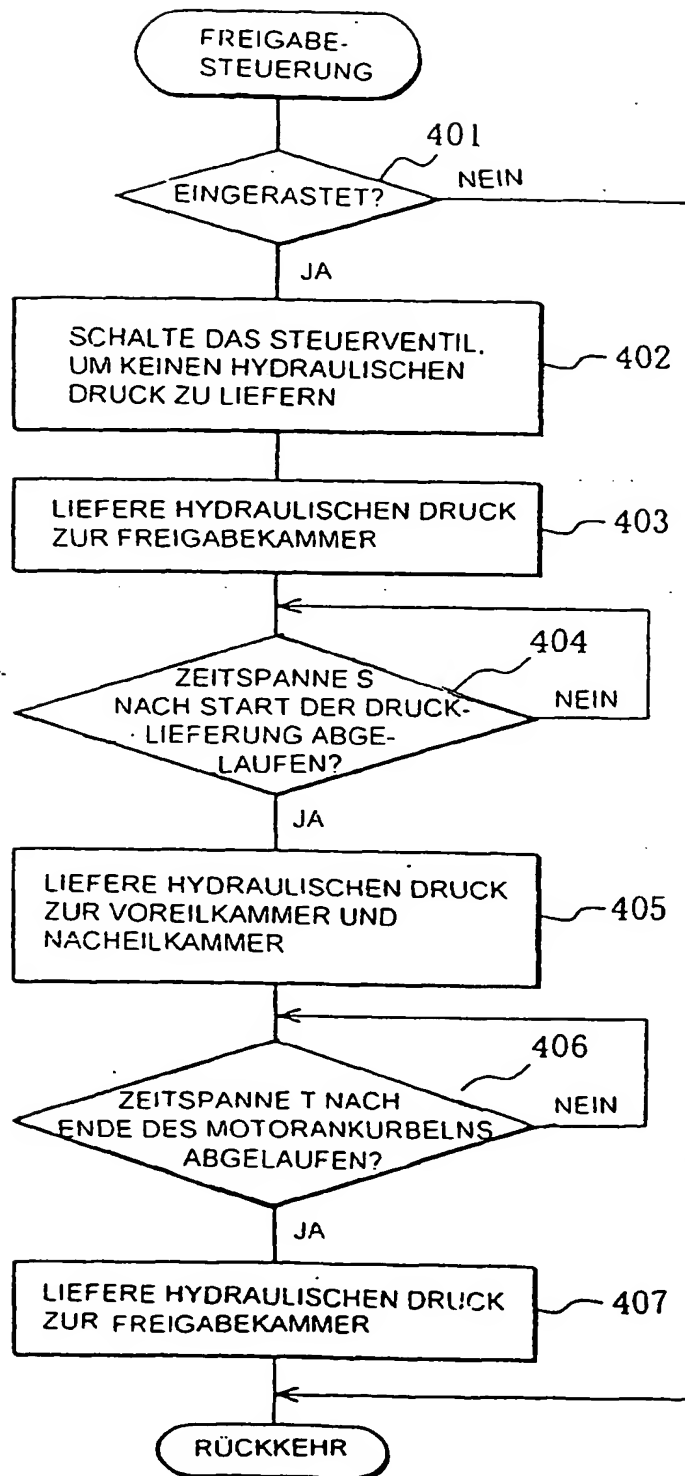 FREIGABE-
STEUERUNG
401
EINGERASTET?
NEIN
JA
SCHALTE DAS STEUERVENTIL,
UM KEINEN HYDRAULISCHEN
DRUCK ZU LIEFERN
402
LIEFERE HYDRAULISCHEN DRUCK
ZUR FREIGABEKAMMER
403
404
ZEITSPANNE S
NACH START DER DRUCK-
LIEFERUNG ABGE-
LAUFEN?
NEIN
JA
LIEFERE HYDRAULISCHEN DRUCK
ZUR VOREILKAMMER UND
NACHEILKAMMER
405
406
ZEITSPANNE T NACH
ENDE DES MOTORANKURBELNS
ABGELAUFEN?
NEIN
JA
LIEFERE HYDRAULISCHEN DRUCK
ZUR FREIGABEKAMMER
407
RÜCKKEHR